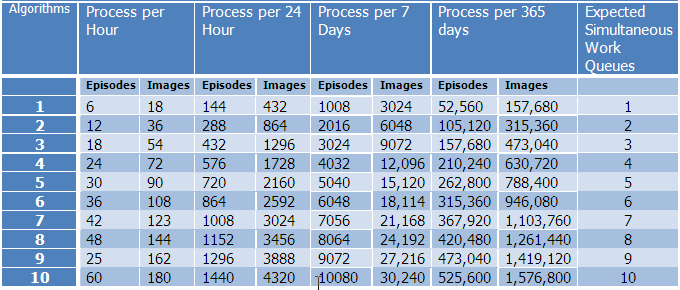 Algorithms Process per Hour Process per 24 Hour Process per 7 Days Process per 365 days Expected Simultaneous Work Queues
Episodes Images Episodes Images Episodes Images Episodes Images
1 6 18 144 432 1008 3024 52,560 157,680 1
2 12 36 288 864 2016 6048 105,120 315,360 2
3 18 54 432 1296 3024 9072 157,680 473,040 3
4 24 72 576 1728 4032 12,096 210,240 630,720 4
5 30 90 720 2160 5040 15,120 262,800 788,400 5
6 36 108 864 2592 6048 18,114 315,360 946,080 6
7 42 123 1008 3024 7056 21,168 367,920 1,103,760 7
8 48 144 1152 3456 8064 24,192 420,480 1,261,440 8
9 25 162 1296 3888 9072 27,216 473,040 1,419,120 9
10 60 180 1440 4320 10080 30,240 525,600 1,576,800 10